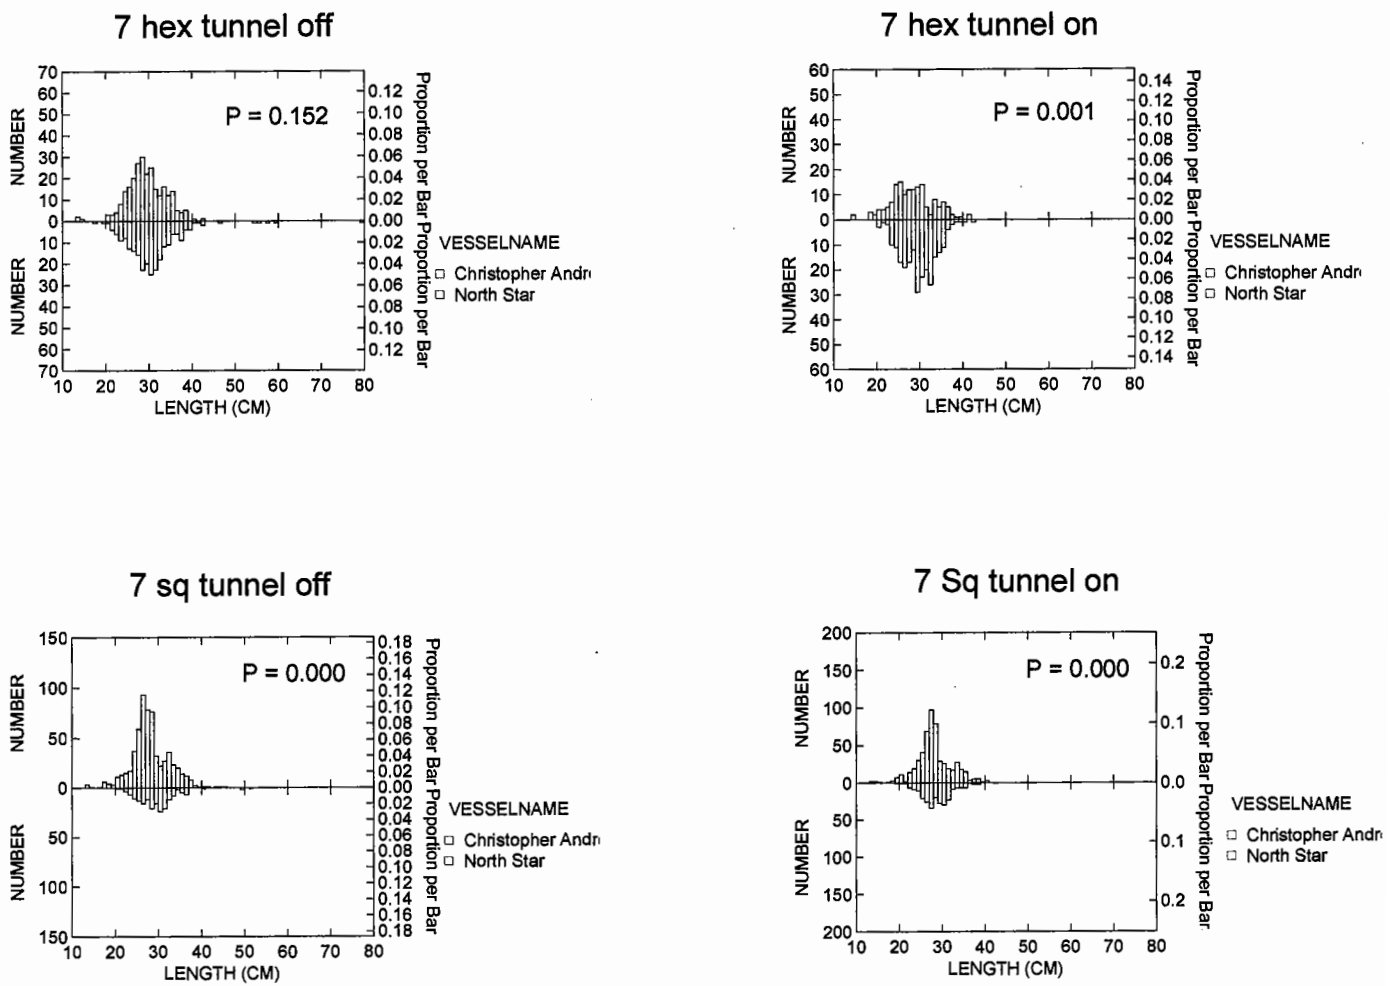 7 hex tunnel off
70
60
50
40
30
20
10
0
10
20
30
40
50
60
70
NUMBER
NUMBER
P = 0.152
0.12
0.10
0.08
0.06
0.04
0.02
0.00
0.02
0.04
0.06
0.08
0.10
0.12
Proportion per Bar
Proportion per Bar
10 20 30 40 50 60 70 80
LENGTH (CM)
VESSELNAME
Christopher Andr
North Star
7 hex tunnel on
60
50
40
30
20
10
0
10
20
30
40
50
60
NUMBER
NUMBER
P = 0.001
0.14
0.12
0.10
0.08
0.06
0.04
0.02
0.00
0.02
0.04
0.06
0.08
0.10
0.12
0.14
Proportion per Bar
Proportion per Bar
10 20 30 40 50 60 70 80
LENGTH (CM)
VESSELNAME
Christopher Andr
North Star
7 sq tunnel off
150
100
50
0
50
100
150
NUMBER
NUMBER
P = 0.000
0.18
0.16
0.14
0.12
0.10
0.08
0.06
0.04
0.02
0.00
0.02
0.04
0.06
0.08
0.10
0.12
0.14
0.16
0.18
Proportion per Bar
Proportion per Bar
10 20 30 40 50 60 70 80
LENGTH (CM)
VESSELNAME
Christopher Andr
North Star
7 Sq tunnel on
200
150
100
50
0
50
100
150
200
NUMBER
NUMBER
P = 0.000
0.2
0.1
0.0
0.1
0.2
Proportion per Bar
Proportion per Bar
10 20 30 40 50 60 70 80
LENGTH (CM)
VESSELNAME
Christopher Andr
North Star